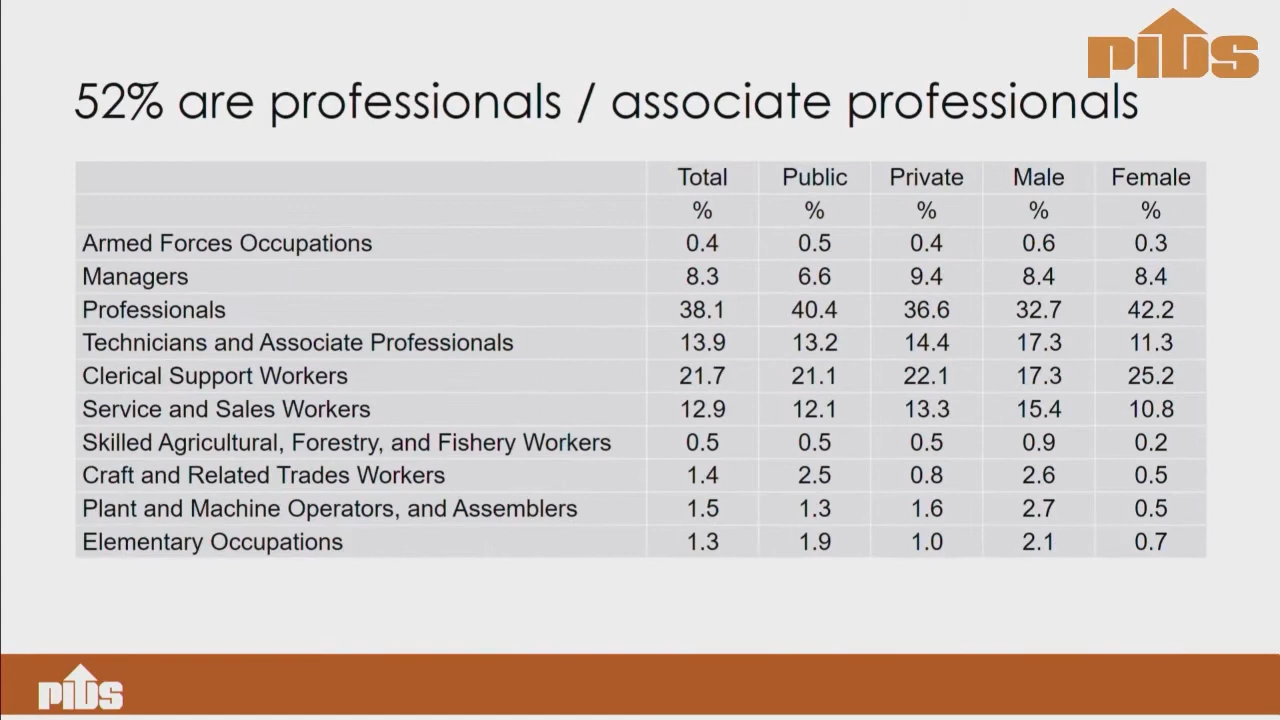 PIDS
52% are professionals / associate professionals
Total Public Private Male Female
% % % % %
Armed Forces Occupations 0.4 0.5 0.4 0.6 0.3
Managers 8.3 6.6 9.4 8.4 8.4
Professionals 38.1 40.4 36.6 32.7 42.2
Technicians and Associate Professionals 13.9 13.2 14.4 17.3 11.3
Clerical Support Workers 21.7 21.1 22.1 17.3 25.2
Service and Sales Workers 12.9 12.1 13.3 15.4 10.8
Skilled Agricultural, Forestry, and Fishery Workers 0.5 0.5 0.5 0.9 0.2
Craft and Related Trades Workers 1.4 2.5 0.8 2.6 0.5
Plant and Machine Operators, and Assemblers 1.5 1.3 1.6 2.7 0.5
Elementary Occupations 1.3 1.9 1.0 2.1 0.7
PIDS